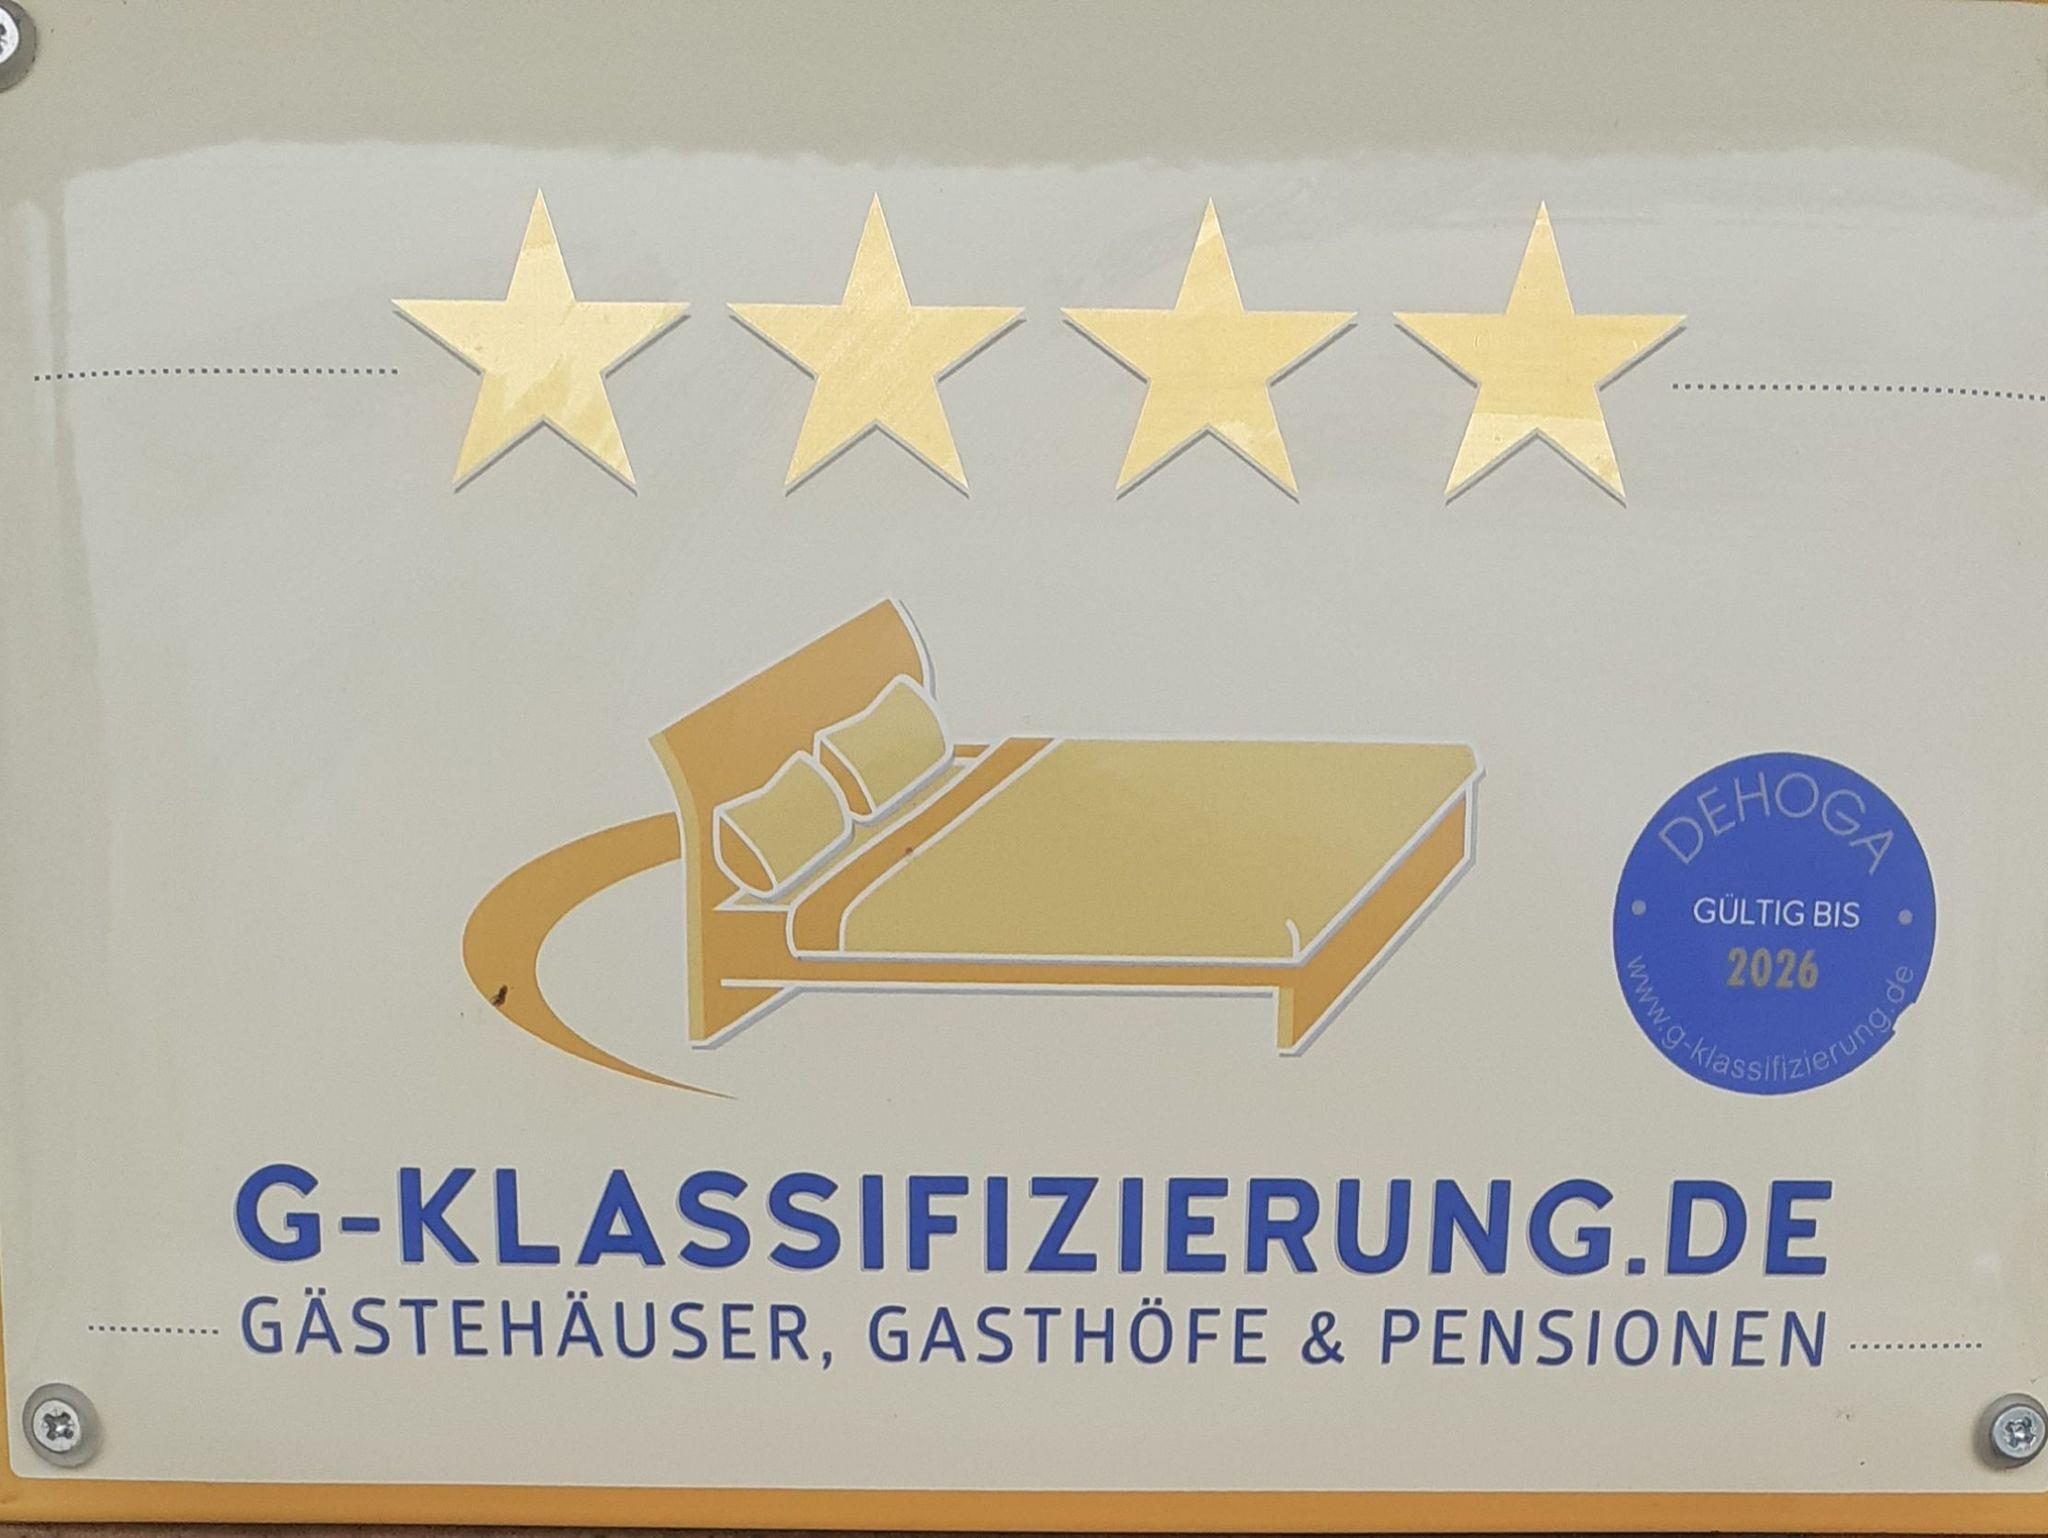 DEHOGA
GÜLTIG BIS
2026
www.g-klassifizierung.de
G-KLASSIFIZIERUNG.DE
GÄSTEHÄUSER, GASTHÖFE & PENSIONEN